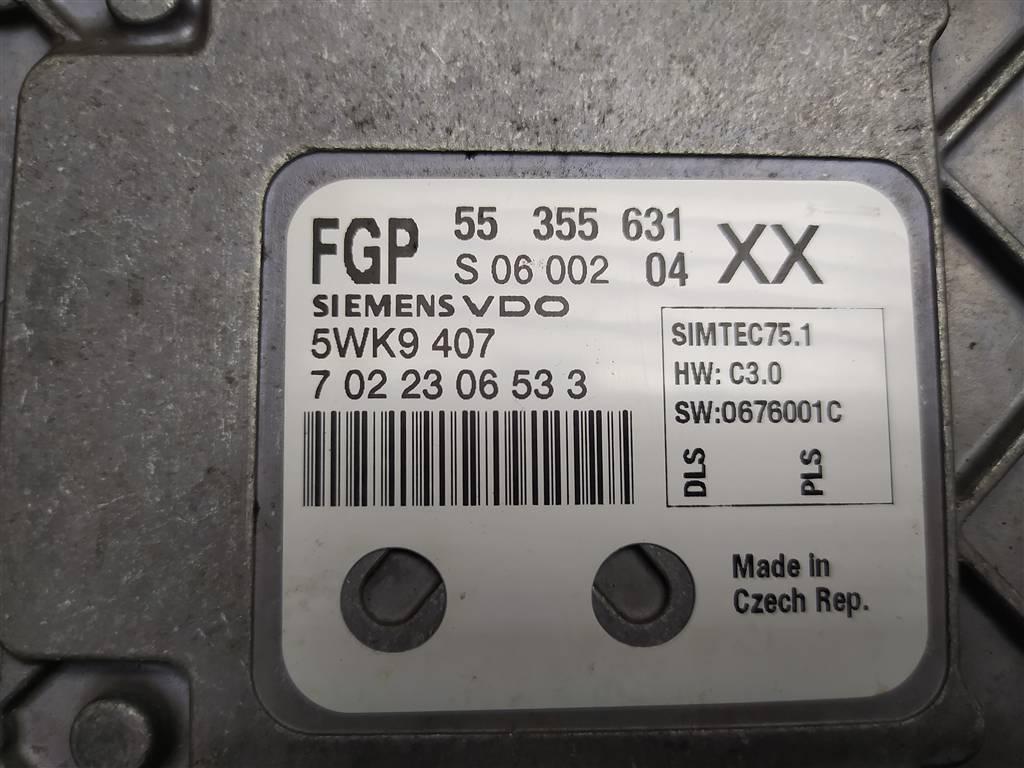 FGP 55 355 631 XX
S 06 002 04
SIEMENS VDO
5WK9 407
7 02 23 06 53 3
SIMTEC75.1
HW: C3.0
SW:0676001C
DLS PLS
Made in
Czech Rep.